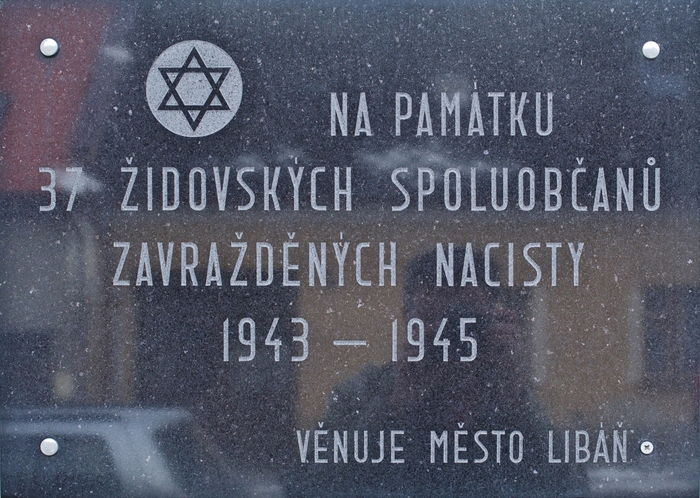 NA PAMÁTKU
37 ŽIDOVSKÝCH SPOLUOBČANŮ
ZAVRAŽDĚNÝCH NACISTY
1943 — 1945
VĚNUJE MĚSTO LIBÁŇ